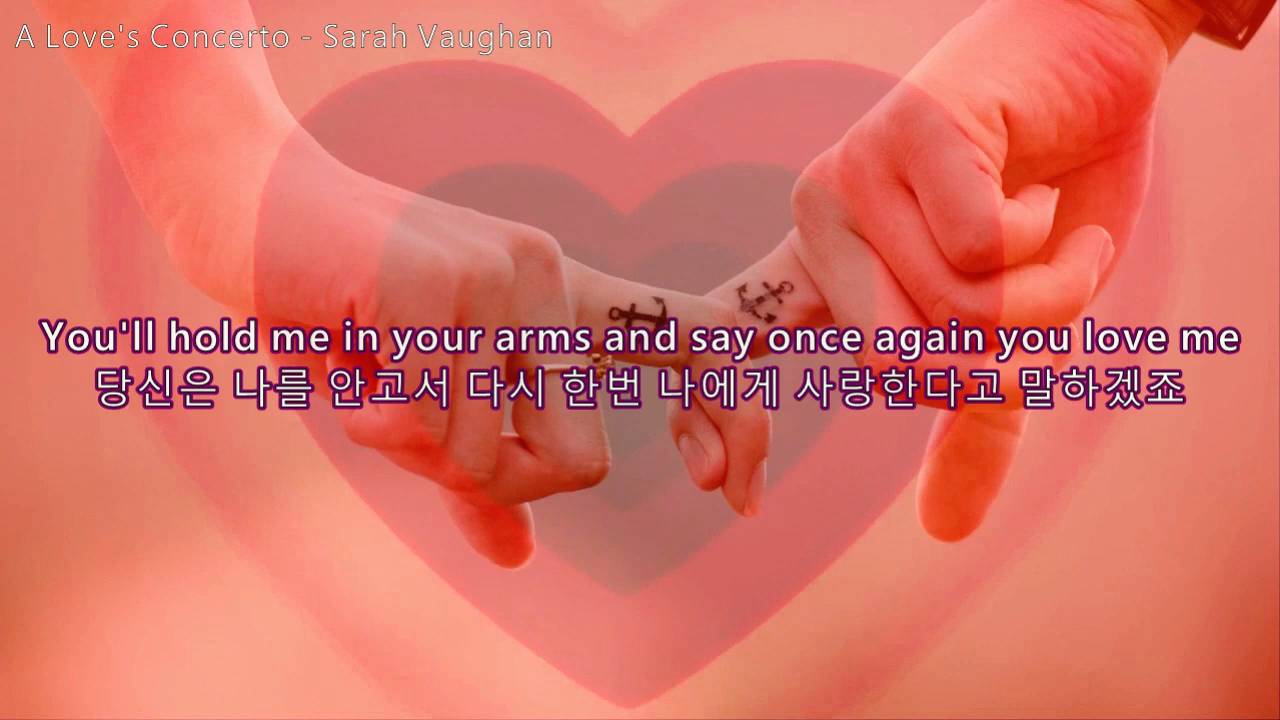 A Love's Concerto - Sarah Vaughan
You'll hold me in your arms and say once again you love me
당신은 나를 안고서 다시 한번 나에게 사랑한다고 말하겠죠